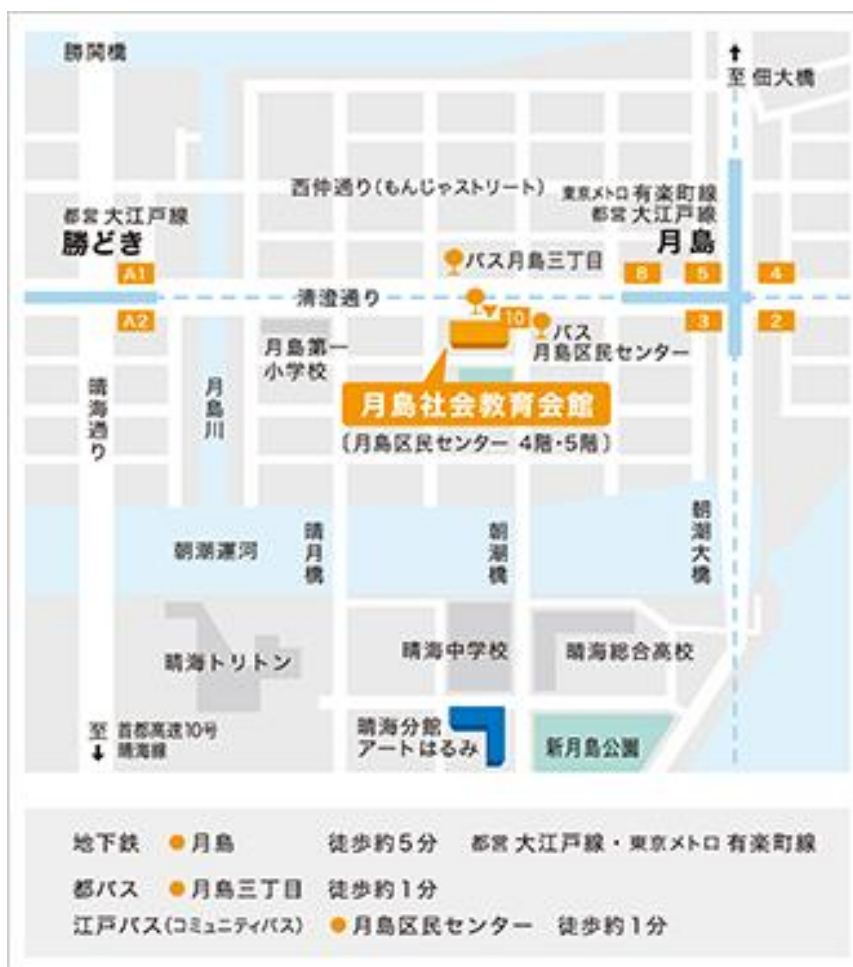 勝鬨橋
↑
至 佃大橋
西仲通り(もんじゃストリート)
東京メトロ 有楽町線
都営 大江戸線
月島
都営 大江戸線
勝どき
A1
バス月島三丁目
8
5
4
清澄通り
A2
10
3
2
バス
月島区民センター
月島第一
小学校
月島社会教育会館
(月島区民センター 4階・5階)
晴海通り
月島川
朝潮運河
晴月橋
朝潮橋
朝潮大橋
晴海トリトン
晴海中学校
晴海総合高校
至 首都高速10号
↓ 晴海線
晴海分館
アートはるみ
新月島公園
地下鉄 ●月島 徒歩約5分 都営 大江戸線・東京メトロ 有楽町線
都バス ●月島三丁目 徒歩約1分
江戸バス(コミュニティバス) ●月島区民センター 徒歩約1分